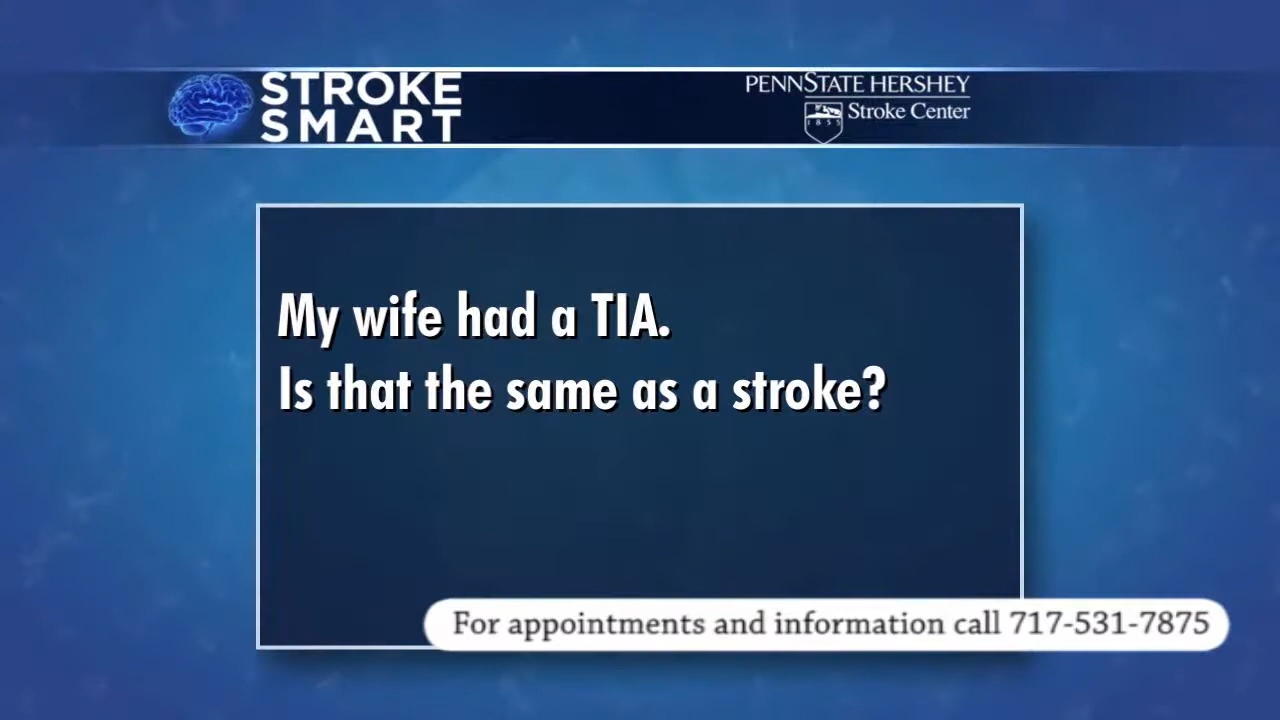 STROKE
SMART
PENNSTATE HERSHEY
1855
Stroke Center
My wife had a TIA.
Is that the same as a stroke?
For appointments and information call 717-531-7875